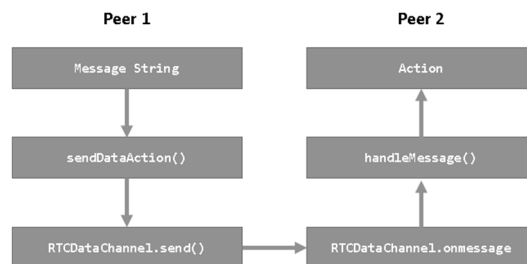 Peer 1
Peer 2
Message String
Action
sendDataAction()
handleMessage()
RTCDataChannel.send()
RTCDataChannel.onmessage